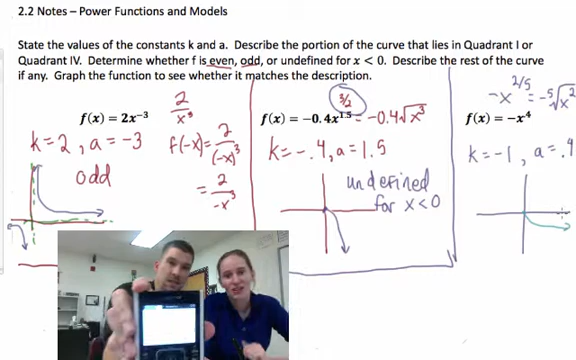 2.2 Notes – Power Functions and Models
State the values of the constants k and a. Describe the portion of the curve that lies in Quadrant I or
Quadrant IV. Determine whether f is even, odd, or undefined for x < 0. Describe the rest of the curve
if any. Graph the function to see whether it matches the description.
f(x) = 2x⁻³
2/x³
k = 2, a = -3
f(-x) = 2/(-x)³
= 2/-x³
odd
3/2
f(x) = −0.4x^1.5 = -0.4√x³
k = -.4, a = 1.5
undefined
for x < 0
-x^2/5 = -⁵√x²
f(x) = −x^.4
k = -1, a = .4